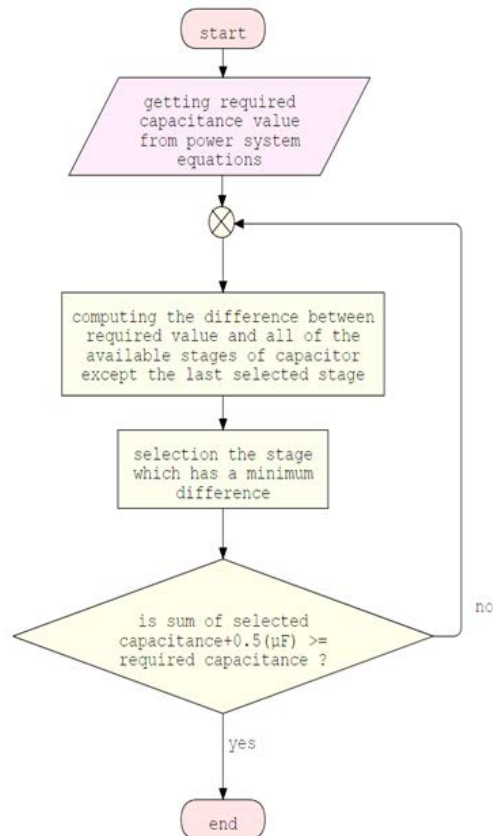 start
getting required
capacitance value
from power system
equations
computing the difference between
required value and all of the
available stages of capacitor
except the last selected stage
selection the stage
which has a minimum
difference
is sum of selected
capacitance+0.5(μF) >=
required capacitance ?
no
yes
end